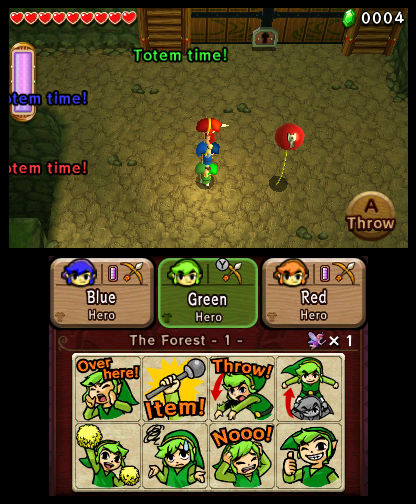 0004
Totem time!
otem time!
otem time!
A
Throw
Y
Blue
Hero
Green
Hero
Red
Hero
The Forest - 1 -
× 1
Over here!
Item!
Throw!
Nooo!